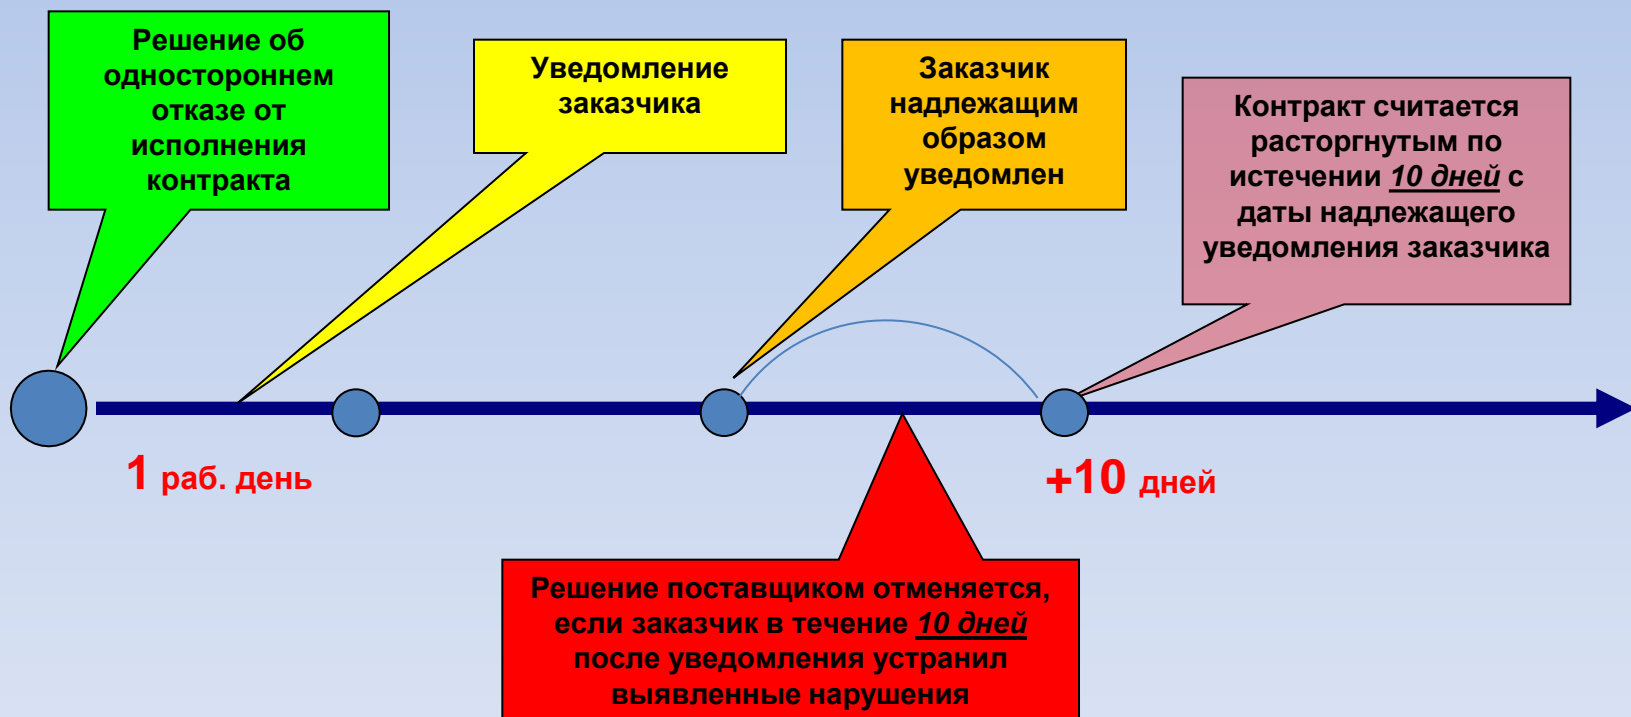 Решение об
одностороннем
отказе от
исполнения
контракта
Уведомление
заказчика
Заказчик
надлежащим
образом
уведомлен
Контракт считается
расторгнутым по
истечении 10 дней с
даты надлежащего
уведомления заказчика
1 раб. день
+10 дней
Решение поставщиком отменяется,
если заказчик в течение 10 дней
после уведомления устранил
выявленные нарушения